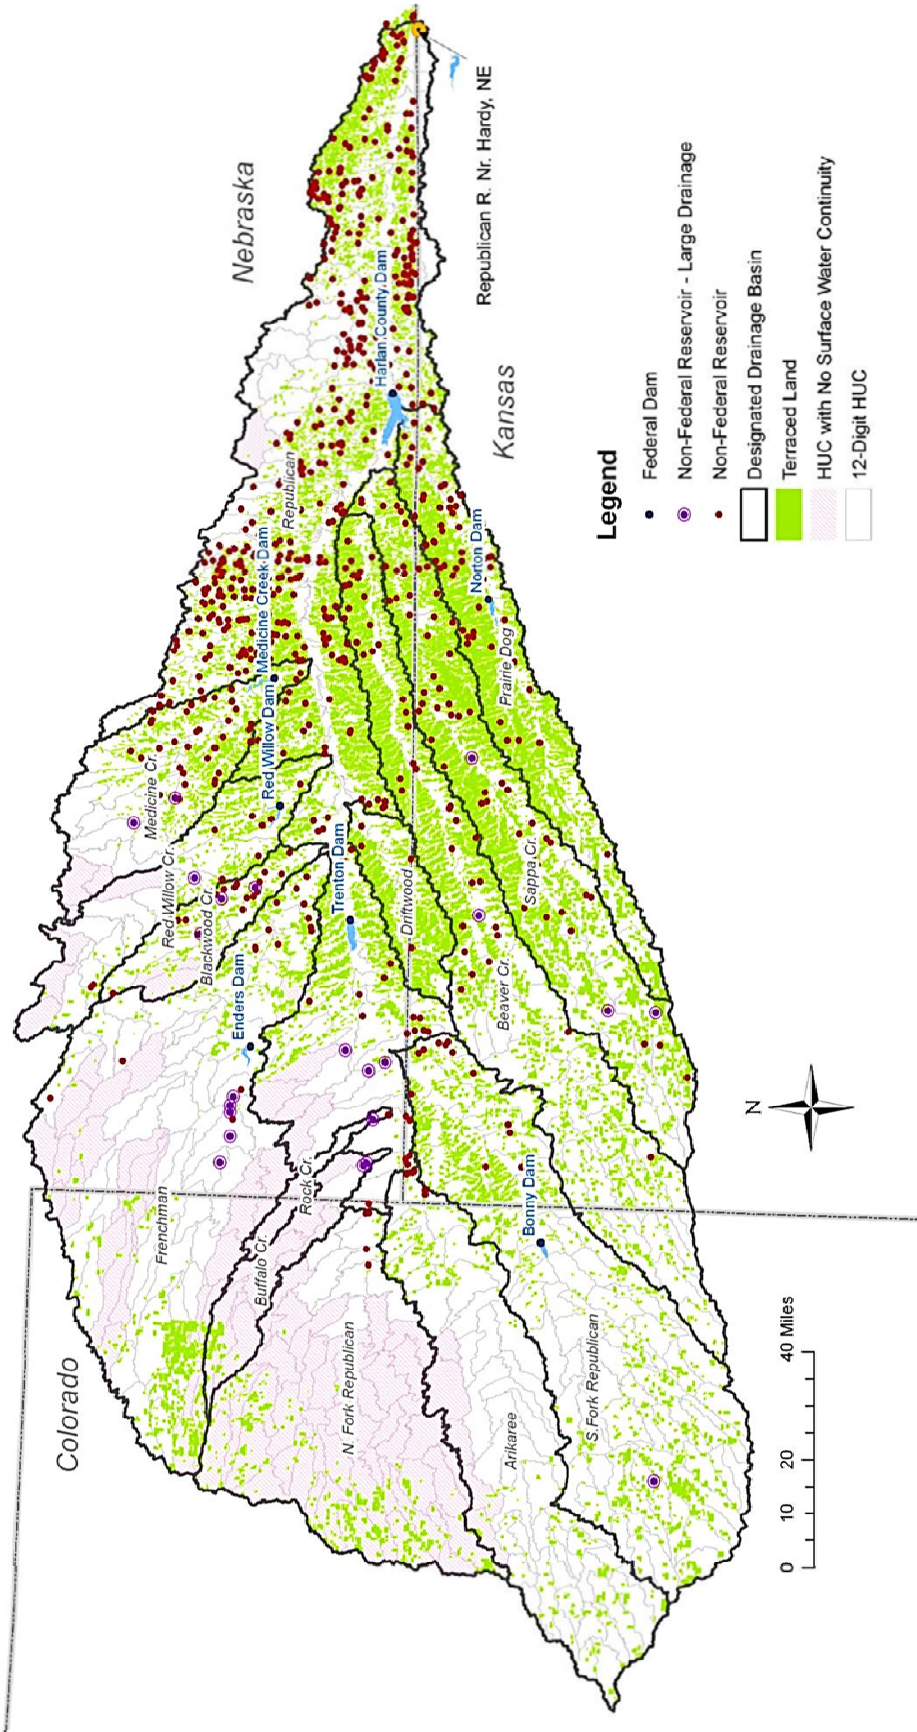 Nebraska
Colorado
Kansas
Republican R. Nr. Hardy, NE
Harlan County Dam
Republican
Medicine Creek Dam
Red Willow Dam
Norton Dam
Prairie Dog
Medicine Cr.
Red Willow Cr.
Blackwood Cr.
Trenton Dam
Driftwood
Sappa Cr.
Beaver Cr.
Enders Dam
Frenchman
Rock Cr.
Buffalo Cr.
Bonny Dam
N. Fork Republican
Arikaree
S.Fork Republican
Legend
Federal Dam
Non-Federal Reservoir - Large Drainage
Non-Federal Reservoir
Designated Drainage Basin
Terraced Land
HUC with No Surface Water Continuity
12-Digit HUC
N
0 10 20 40 Miles